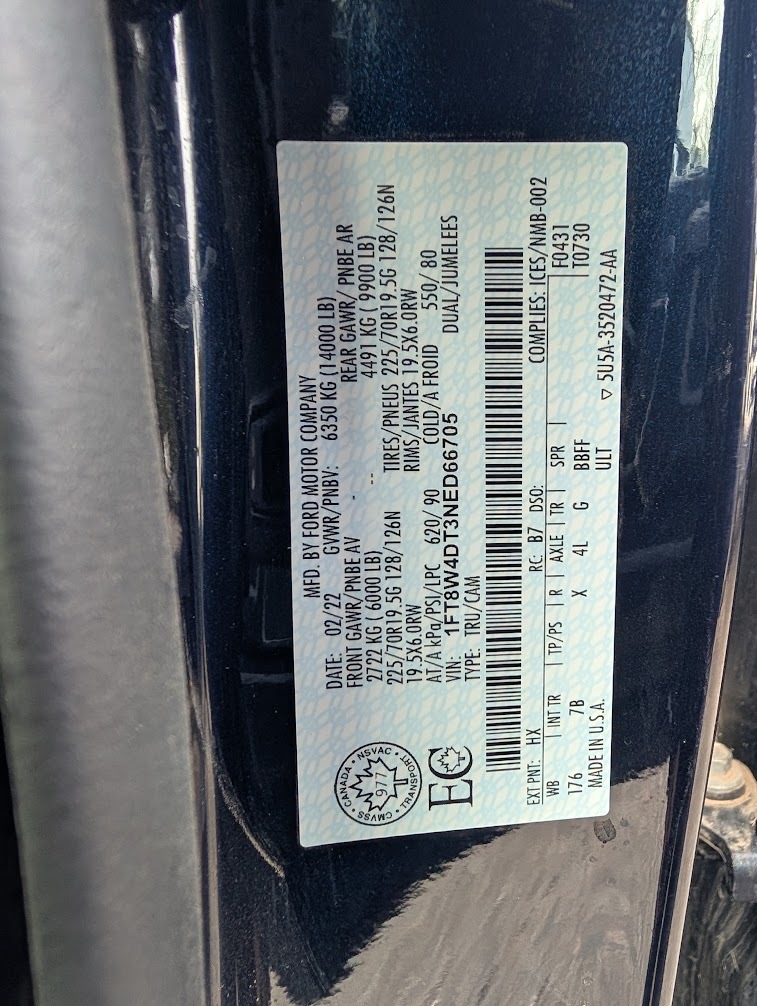 MFD. BY FORD MOTOR COMPANY
DATE: 02/22 GVWR/PNBV: 6350 KG (14000 LB)
FRONT GAWR/PNBE AV - REAR GAWR/ PNBE AR
2722 KG ( 6000 LB) -- 4491 KG ( 9900 LB)
225/70R19.5G 128/126N TIRES/PNEUS 225/70R19.5G 128/126N
19.5X6.0RW RIMS/JANTES 19.5X6.0RW
AT/A kPa/PSI/LPC 620/ 90 COLD/A FROID 550/ 80
VIN: 1FT8W4DT3NED66705 DUAL/JUMELEES
TYPE: TRU/CAM
CANADA • NSVAC • TRANSPORT • CMVSS •
977
EC
COMPLIES: ICES/NMB-002
EXT PNT: HX RC: B7 DSO: F0431
WB | INT TR | TP/PS | R | AXLE | TR | SPR | T0730
176 7B X 4L G BBFF
MADE IN U.S.A. ULT ▽ 5U5A-3520472-AA